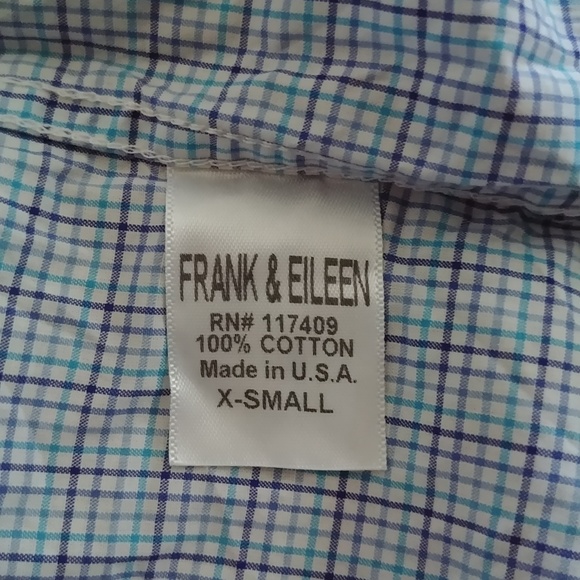 FRANK & EILEEN
RN# 117409
100% COTTON
Made in U.S.A.
X-SMALL